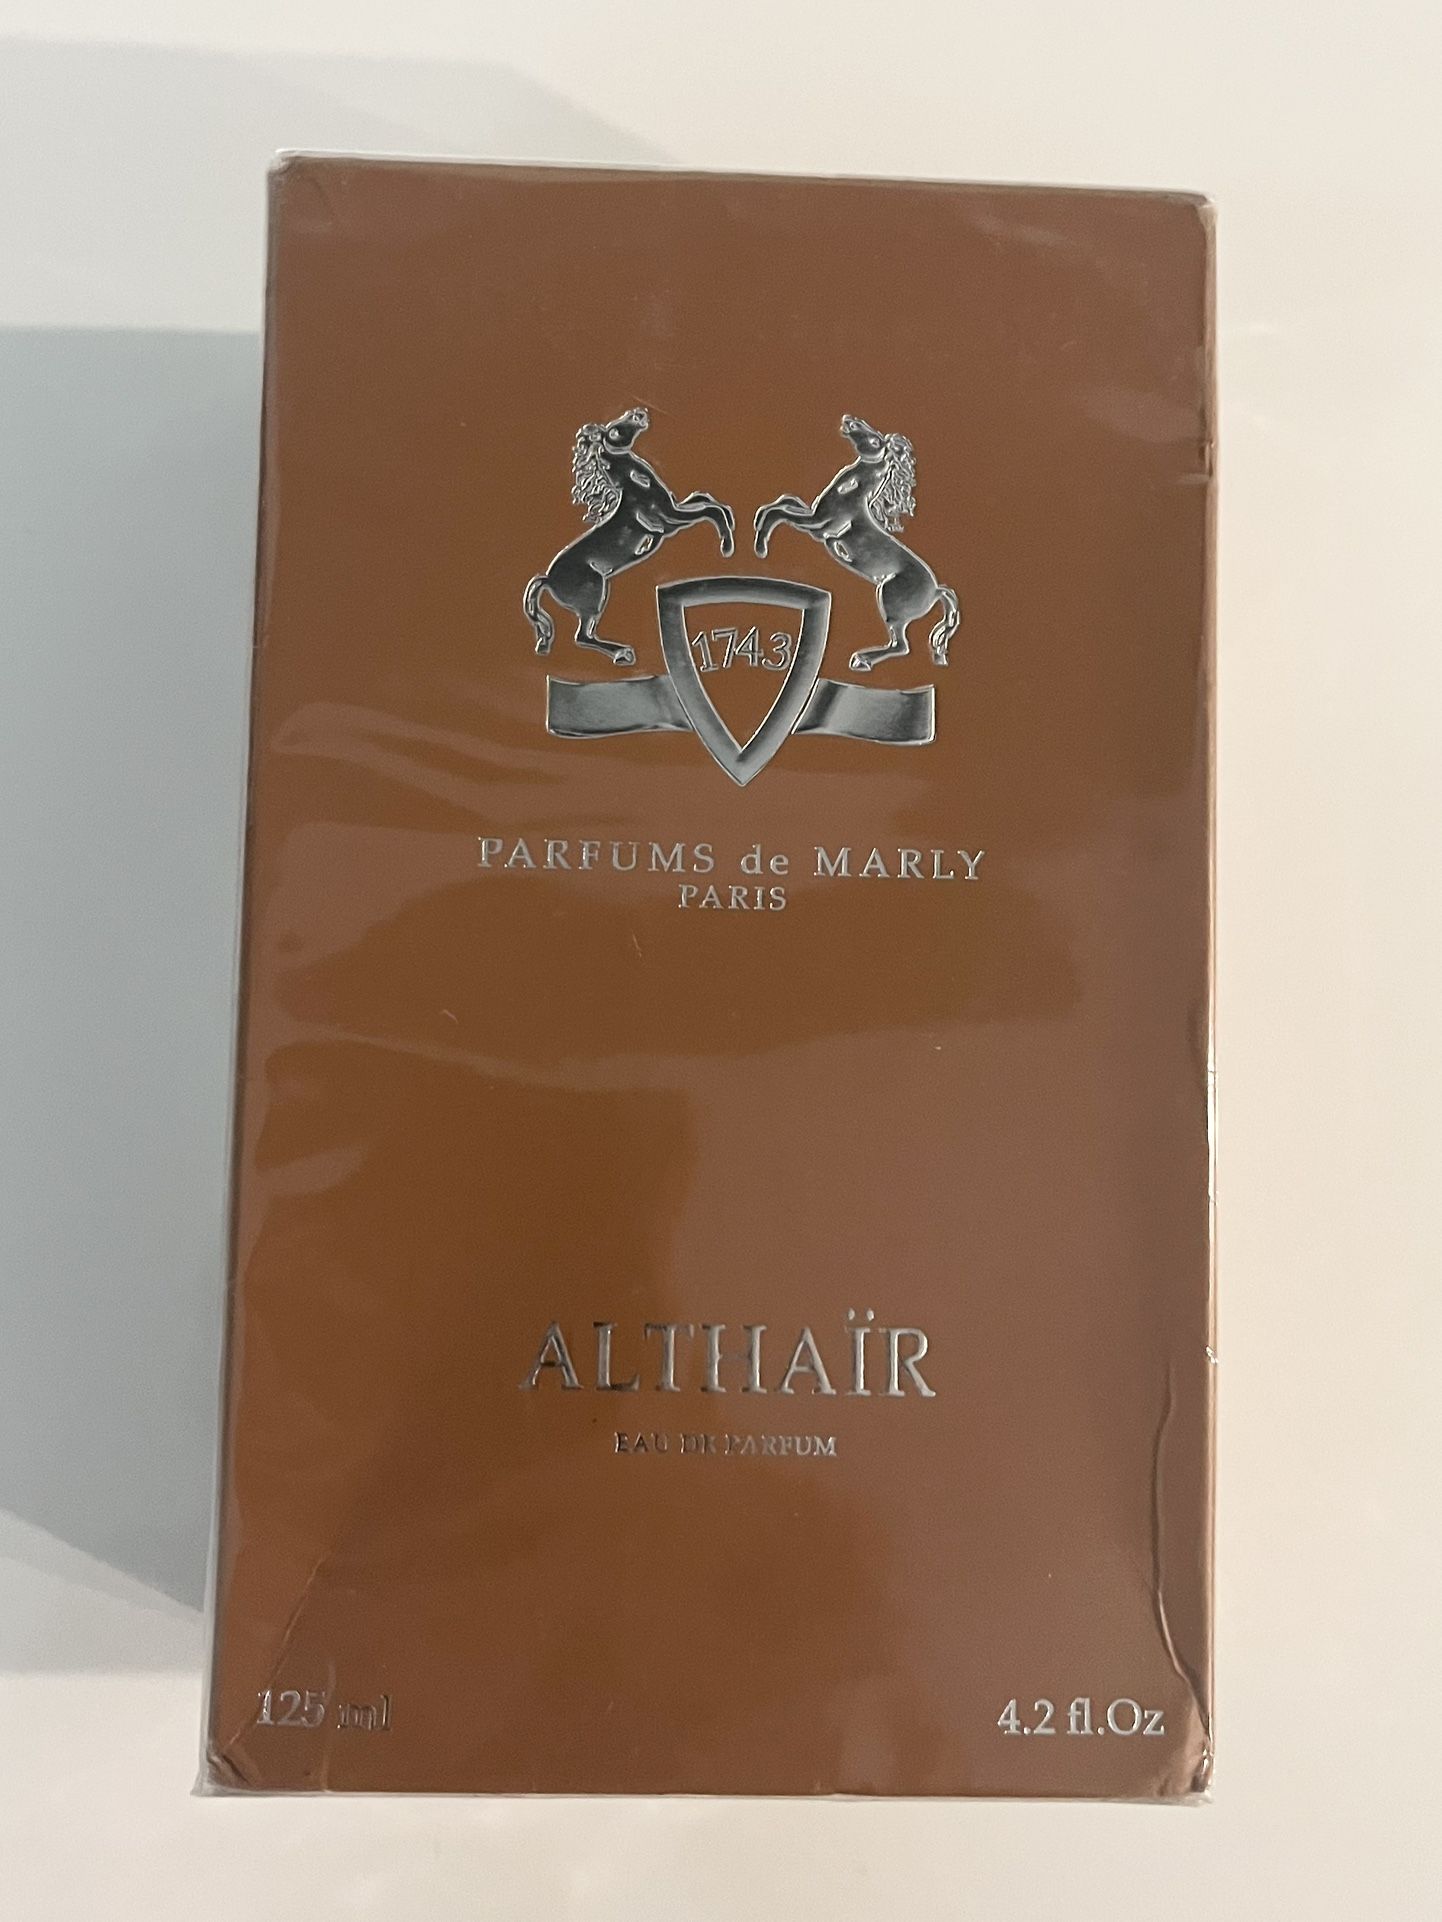 1743
PARFUMS de MARLY
PARIS
ALTHAÏR
EAU DE PARFUM
125 ml
4.2 fl.Oz